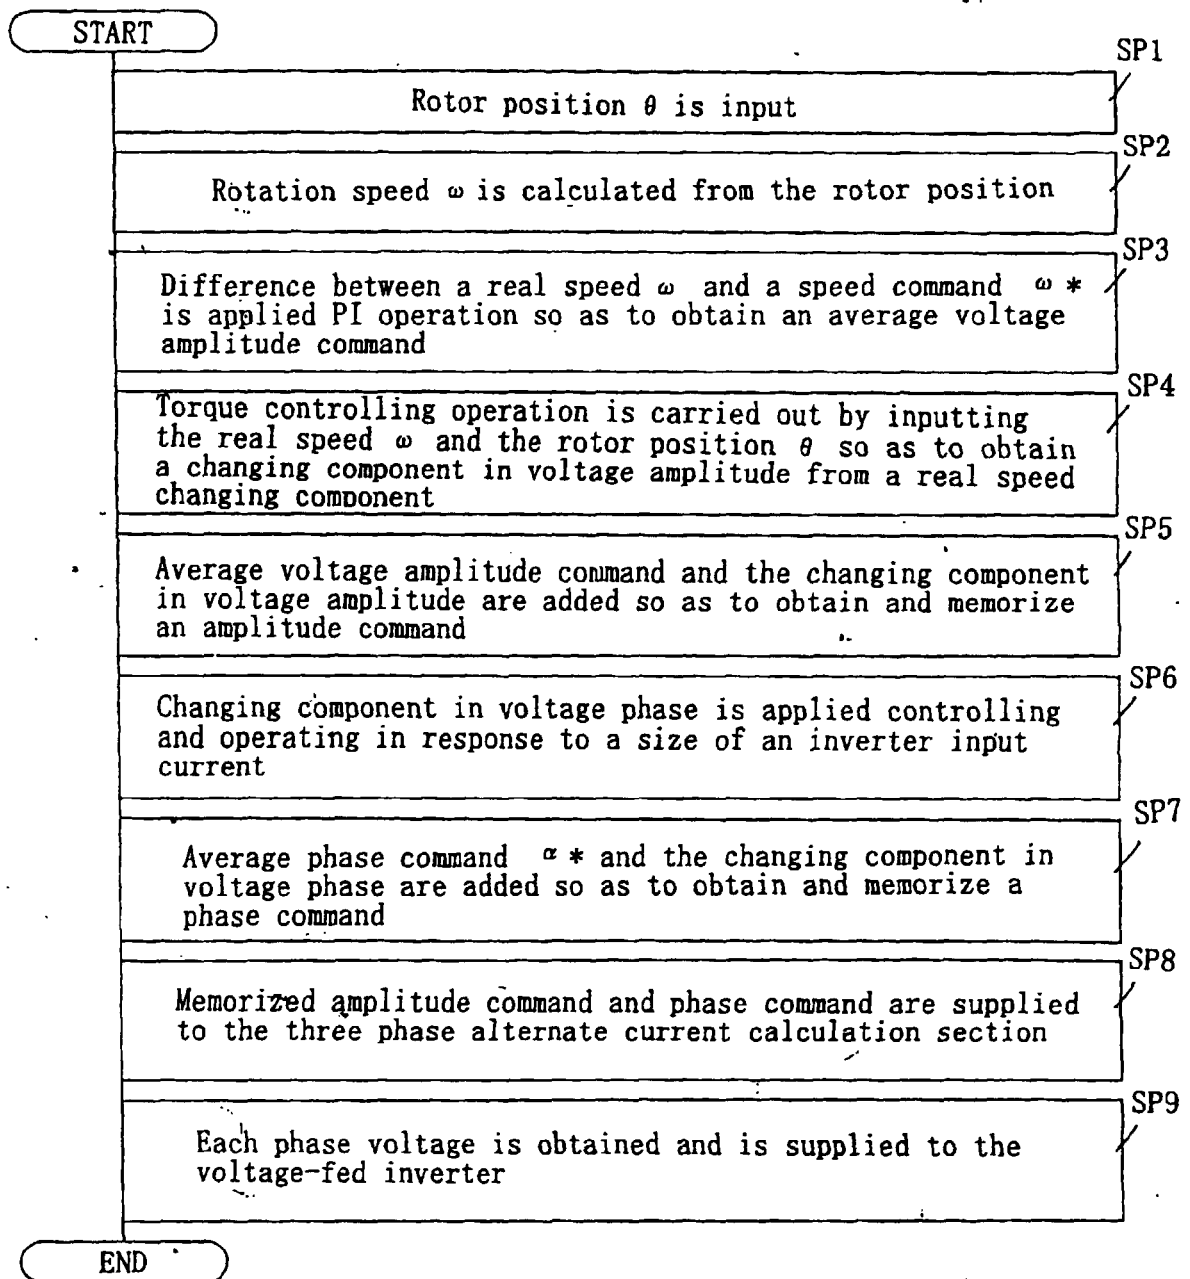 START
SP1
Rotor position θ is input
SP2
Rotation speed ω is calculated from the rotor position
SP3
Difference between a real speed ω and a speed command ω *
is applied PI operation so as to obtain an average voltage
amplitude command
SP4
Torque controlling operation is carried out by inputting
the real speed ω and the rotor position θ so as to obtain
a changing component in voltage amplitude from a real speed
changing component
SP5
Average voltage amplitude command and the changing component
in voltage amplitude are added so as to obtain and memorize
an amplitude command
SP6
Changing component in voltage phase is applied controlling
and operating in response to a size of an inverter input
current
SP7
Average phase command α * and the changing component in
voltage phase are added so as to obtain and memorize a
phase command
SP8
Memorized amplitude command and phase command are supplied
to the three phase alternate current calculation section
SP9
Each phase voltage is obtained and is supplied to the
voltage-fed inverter
END